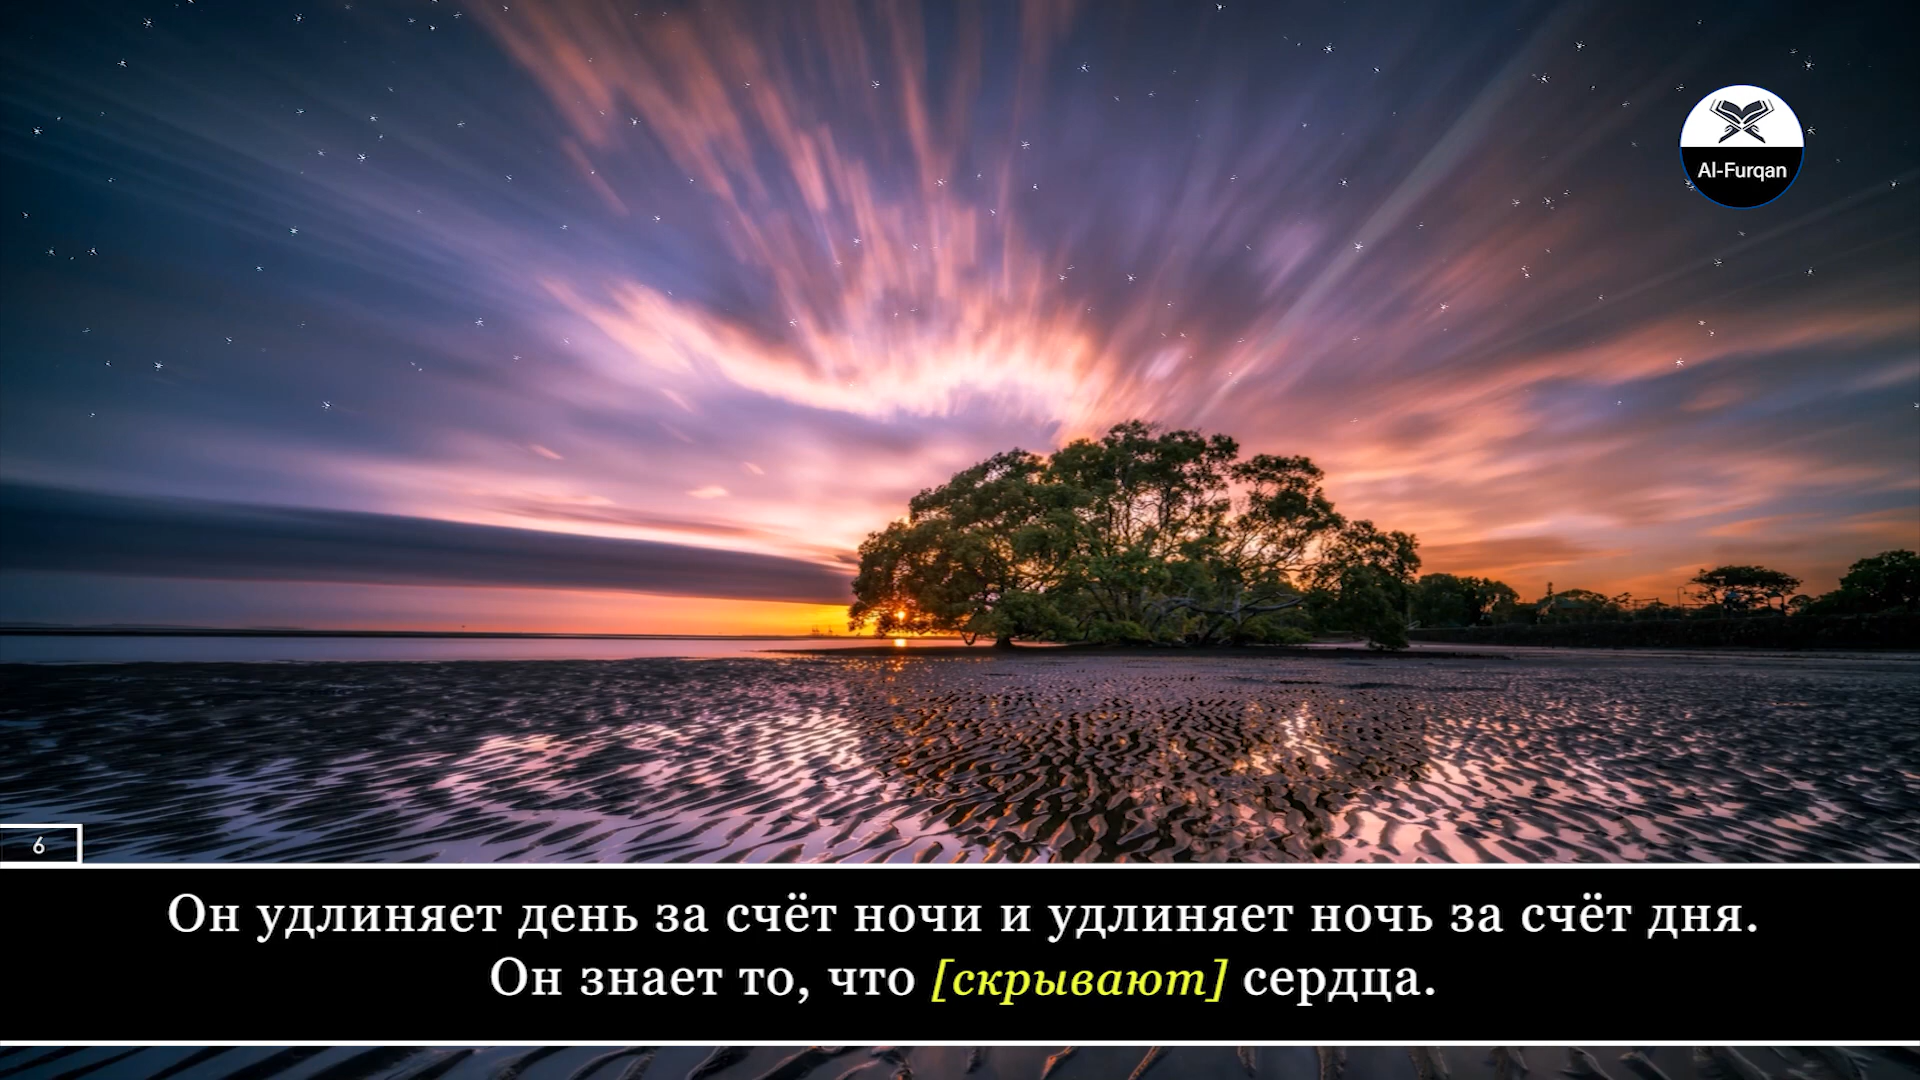 Al-Furqan
6
Он удлиняет день за счёт ночи и удлиняет ночь за счёт дня.
Он знает то, что [скрывают] сердца.